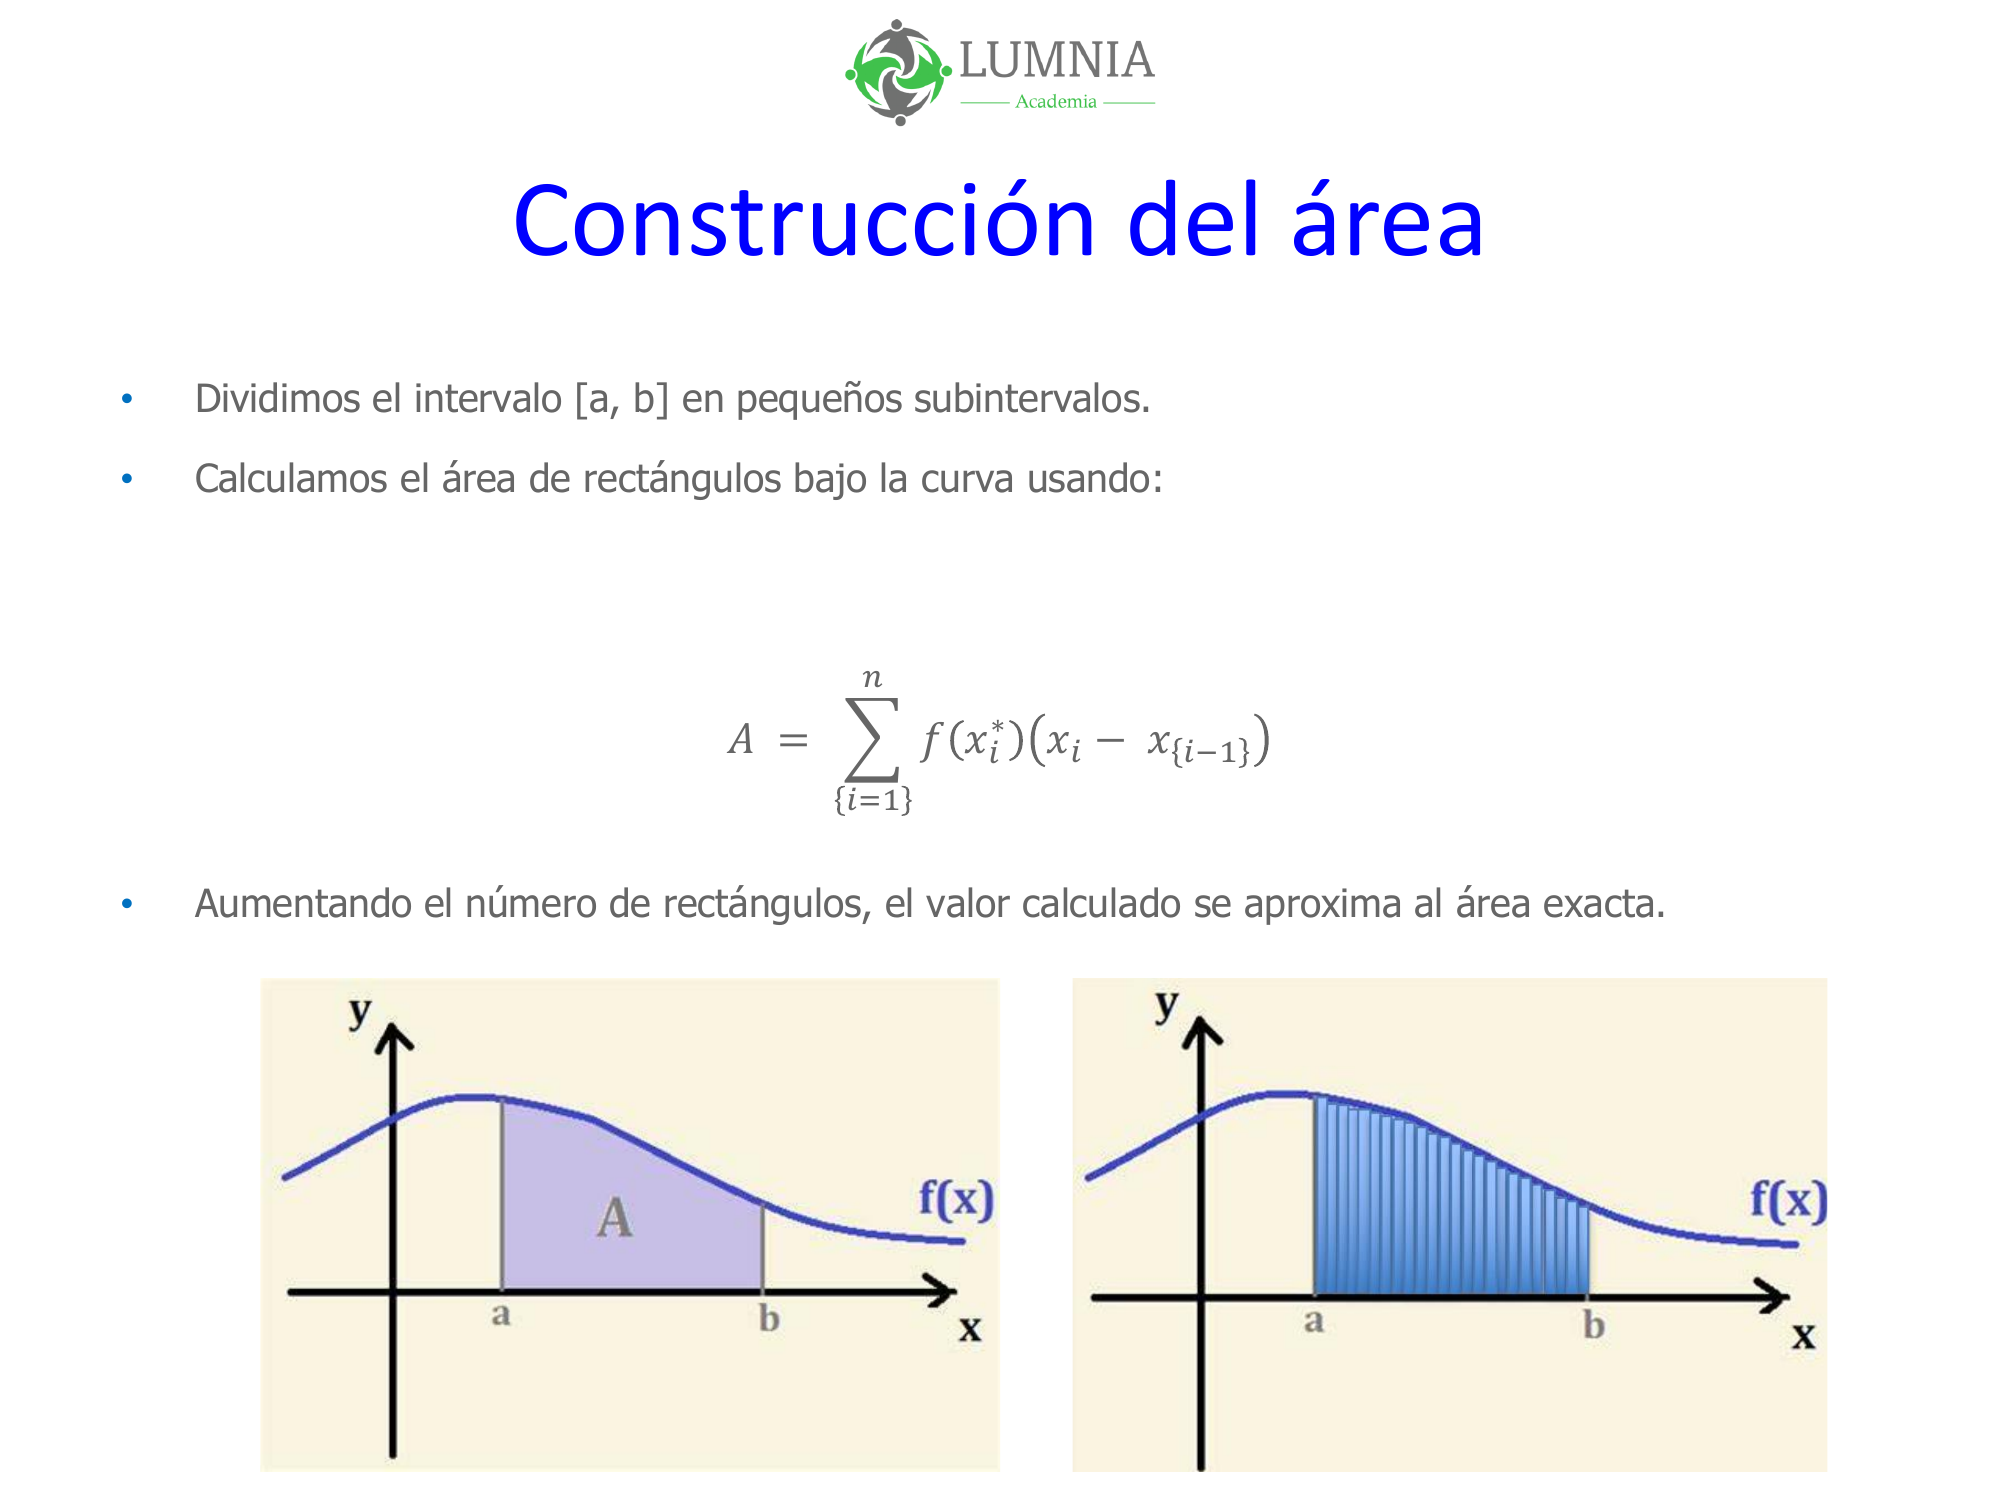 LUMNIA
Academia
Construcción del área
• Dividimos el intervalo [a, b] en pequeños subintervalos.
• Calculamos el área de rectángulos bajo la curva usando:
A = \sum_{\{i=1\}}^{n} f(x_i^*)(x_i − x_{\{i−1\}})
• Aumentando el número de rectángulos, el valor calculado se aproxima al área exacta.
y
A
f(x)
a
b
x
y
f(x)
a
b
x